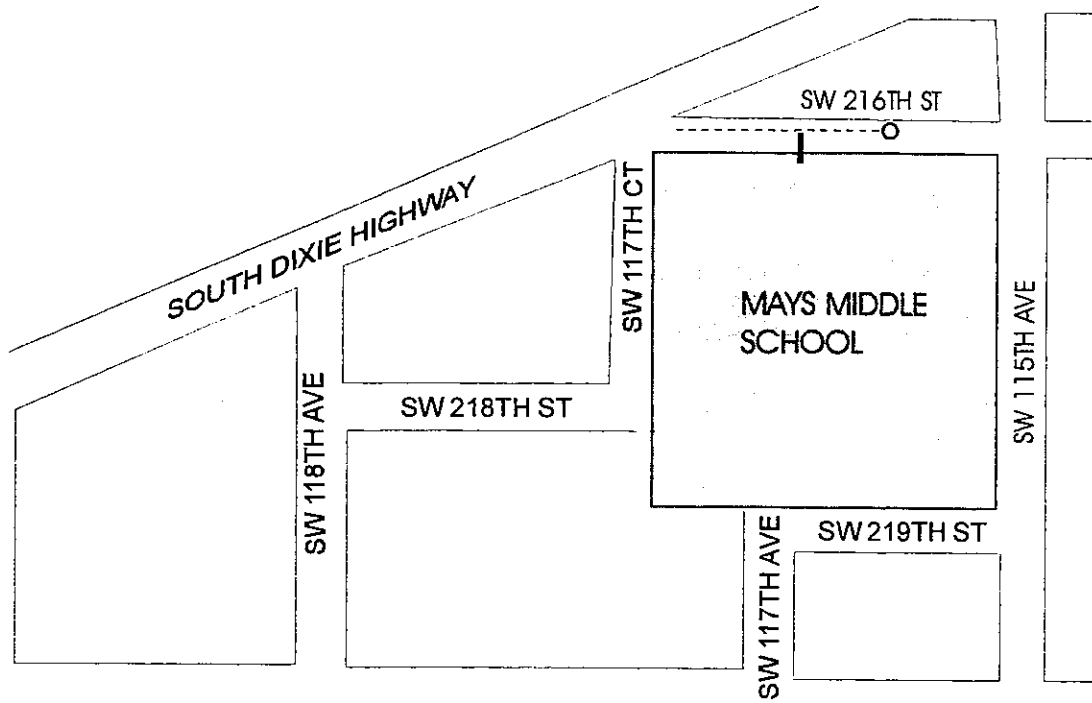 SW 216TH ST
SOUTH DIXIE HIGHWAY
SW 117TH CT
MAYS MIDDLE
SCHOOL
SW 115TH AVE
SW 118TH AVE
SW 218TH ST
SW 219TH ST
SW 117TH AVE